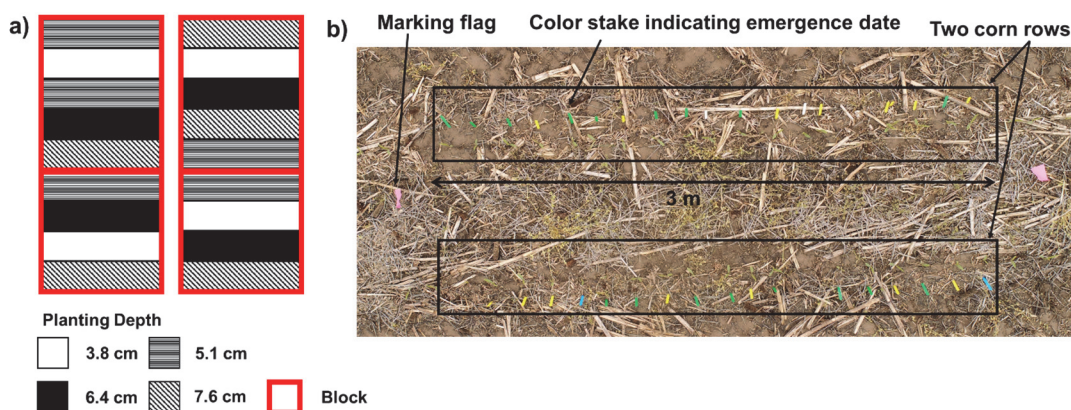 a)
Planting Depth
3.8 cm
5.1 cm
6.4 cm
7.6 cm
Block
b)
Marking flag
Color stake indicating emergence date
Two corn rows
3 m